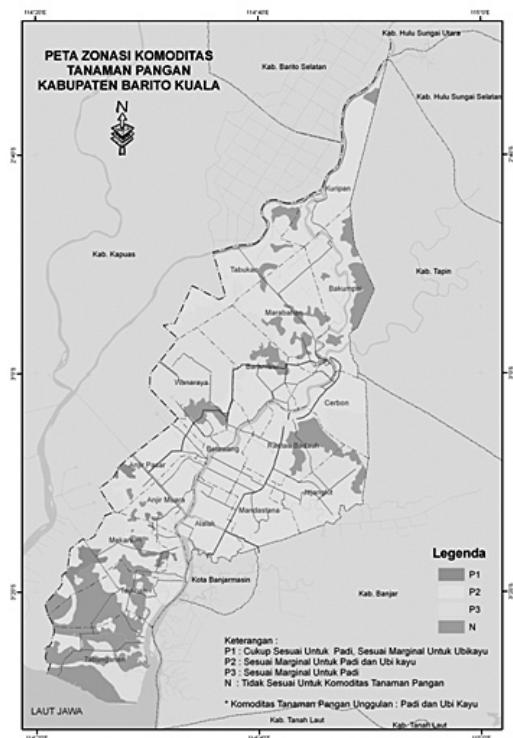 PETA ZONASI KOMODITAS
TANAMAN PANGAN
KABUPATEN BARITO KUALA
N
Kab. Hulu Sungai Utara
Kab. Barito Selatan
Kab. Hulu Sungai Selatan
Kuripan
Kab. Kapuas
Tabukan
Kab. Tapin
Bakumpai
Marabahan
Barambai
Wanaraya
Cerbon
Rantau Badauh
Belawang
Anjir Pasar
Jejangkit
Anjir Muara
Mandastana
Alalak
Mekarsari
Kota Banjarmasin
Kab. Banjar
Tamban
Tabunganen
LAUT JAWA
Legenda
P1
P2
P3
N
Keterangan :
P1 : Cukup Sesuai Untuk Padi, Sesuai Marginal Untuk Ubikayu
P2 : Sesuai Marginal Untuk Padi dan Ubi kayu
P3 : Sesuai Marginal Untuk Padi
N : Tidak Sesuai Untuk Komoditas Tanaman Pangan
* Komoditas Tanaman Pangan Unggulan : Padi dan Ubi Kayu
Kab. Tanah Laut
Kab. Tanah Laut